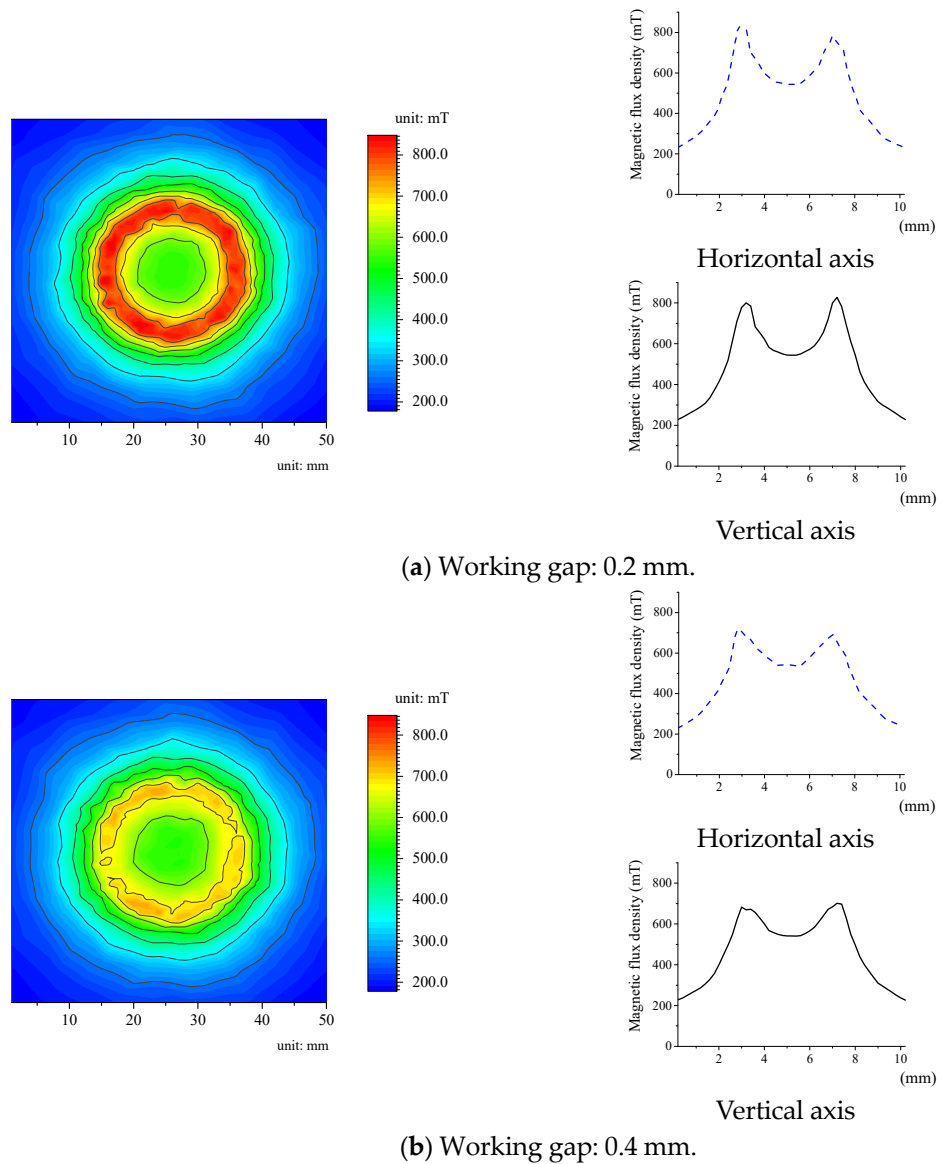 unit: mT
800.0
700.0
600.0
500.0
400.0
300.0
200.0
10 20 30 40 50
unit: mm
Magnetic flux density (mT)
800
600
400
200
0
2 4 6 8 10
(mm)
Horizontal axis
Magnetic flux density (mT)
800
600
400
200
0
2 4 6 8 10
(mm)
Vertical axis
(a) Working gap: 0.2 mm.
unit: mT
800.0
700.0
600.0
500.0
400.0
300.0
200.0
10 20 30 40 50
unit: mm
Magnetic flux density (mT)
800
600
400
200
0
2 4 6 8 10
(mm)
Horizontal axis
Magnetic flux density (mT)
800
600
400
200
0
2 4 6 8 10
(mm)
Vertical axis
(b) Working gap: 0.4 mm.